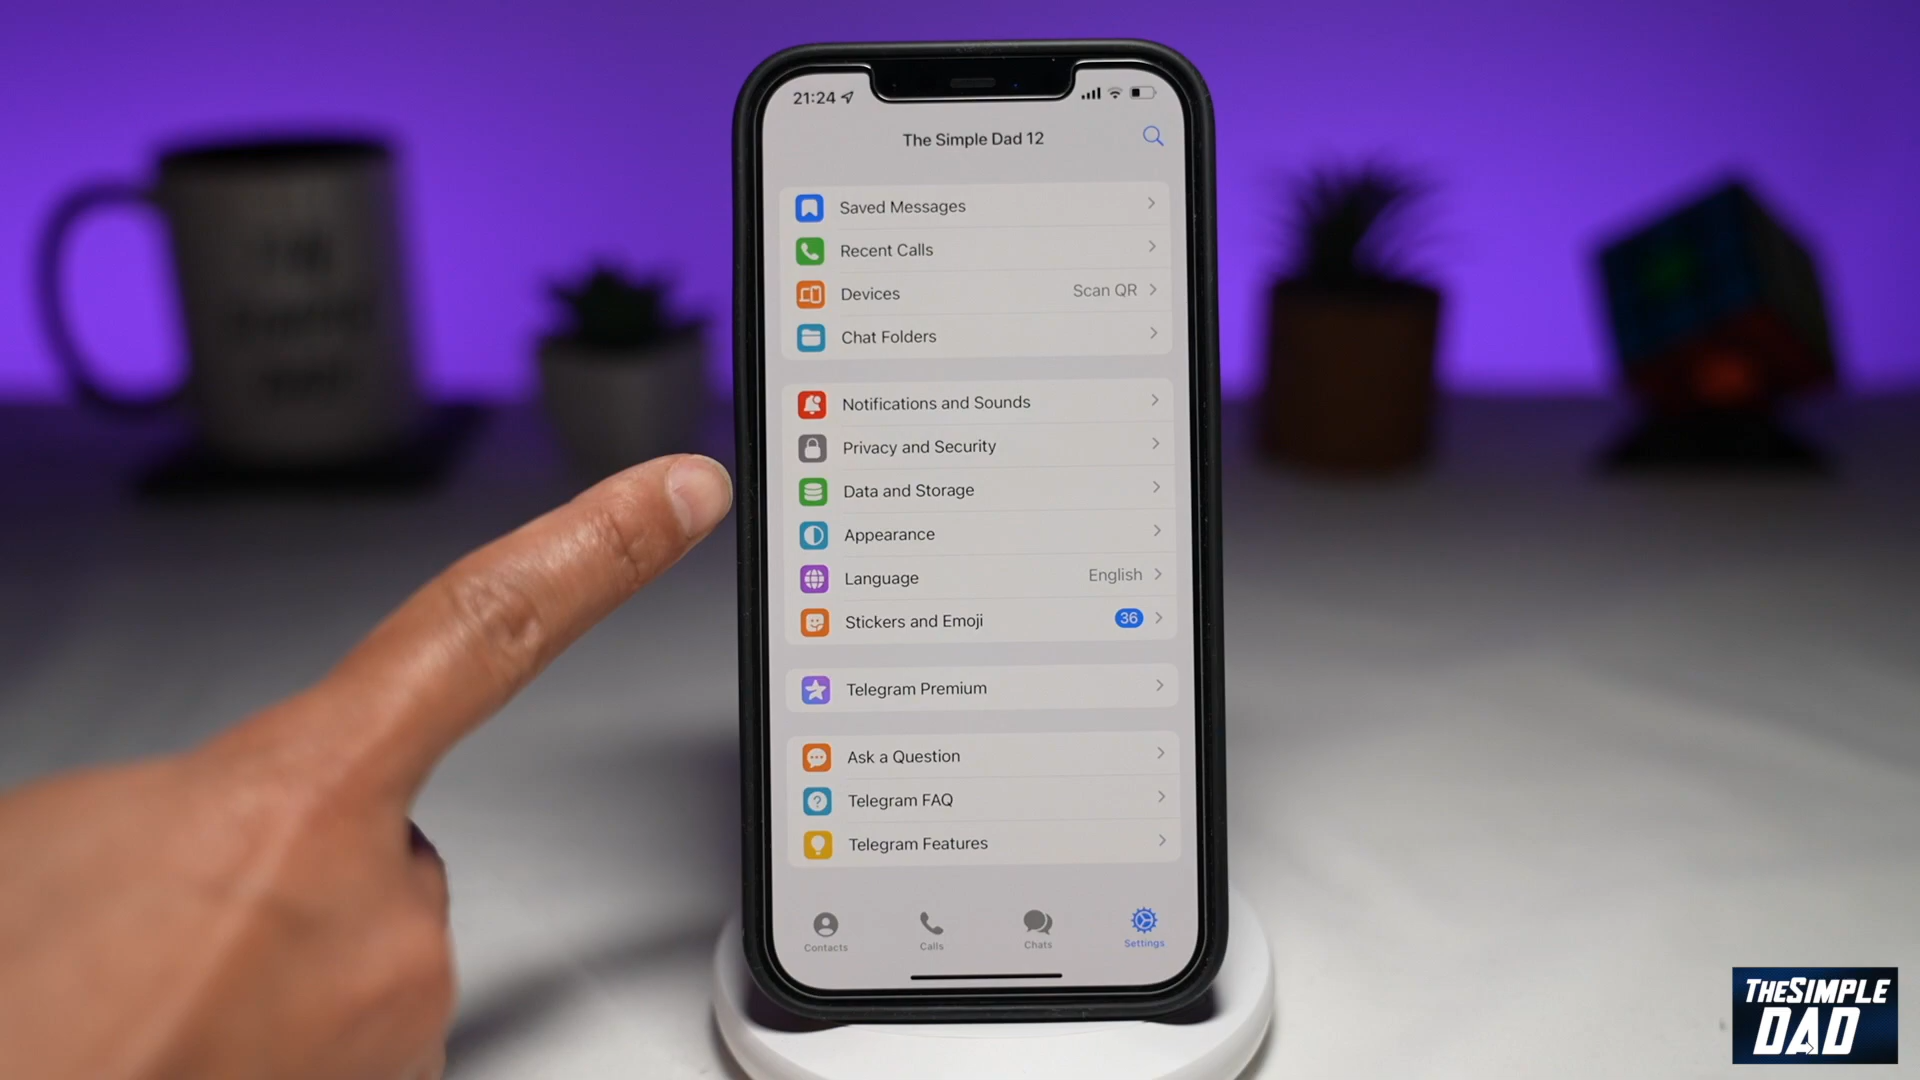 21:24
The Simple Dad 12
Saved Messages
Recent Calls
Devices Scan QR
Chat Folders
Notifications and Sounds
Privacy and Security
Data and Storage
Appearance
Language English
Stickers and Emoji 36
Telegram Premium
Ask a Question
Telegram FAQ
Telegram Features
Contacts Calls Chats Settings
THESIMPLE
DAD